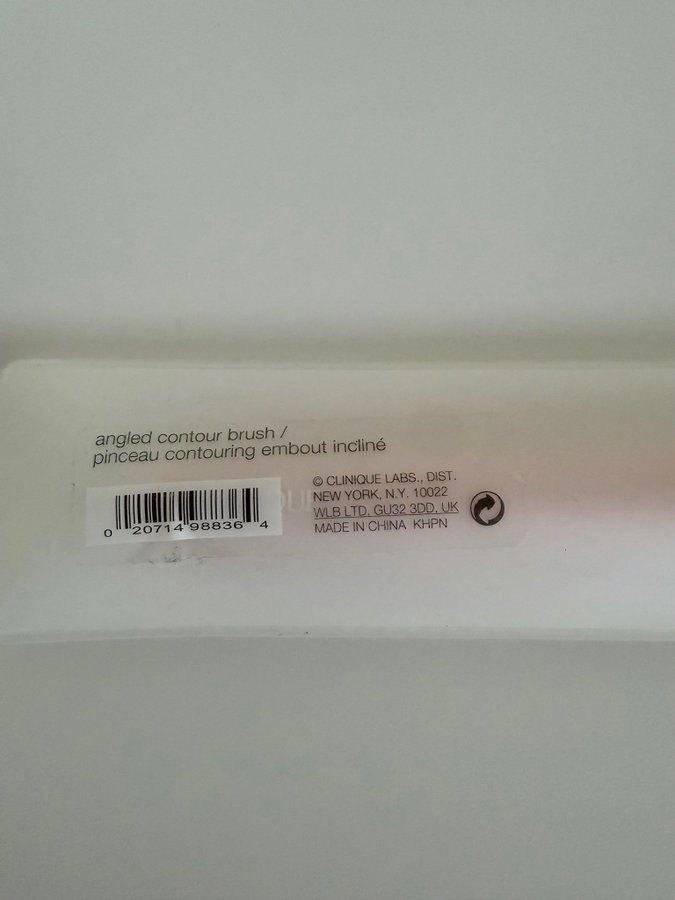 angled contour brush /
pinceau contouring embout incliné
© CLINIQUE LABS., DIST.
NEW YORK, N.Y. 10022
WLB LTD, GU32 3DD, UK
MADE IN CHINA KHPN
0 20714 98836 4